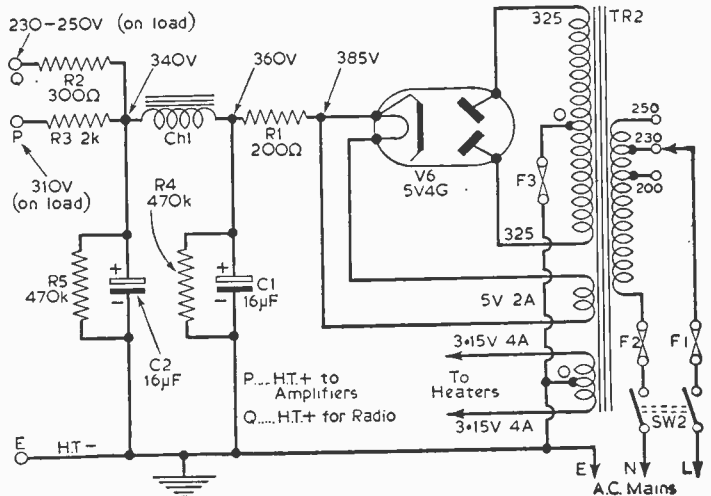 230-250V (on load)
Q
R2
300Ω
340V
360V
385V
325
TR2
P
R3 2k
Ch1
R1
200Ω
V6
5V4G
O
F3
250
230
200
310V
(on load)
R4
470k
325
R5
470k
+
-
C2
16μF
+
-
C1
16μF
5V 2A
3·15V 4A
O
To
Heaters
3·15V 4A
F2
F1
SW2
P....H.T.+ to
Amplifiers
Q.....H.T.+ for Radio
E
H.T-
E
N
L
A.C. Mains